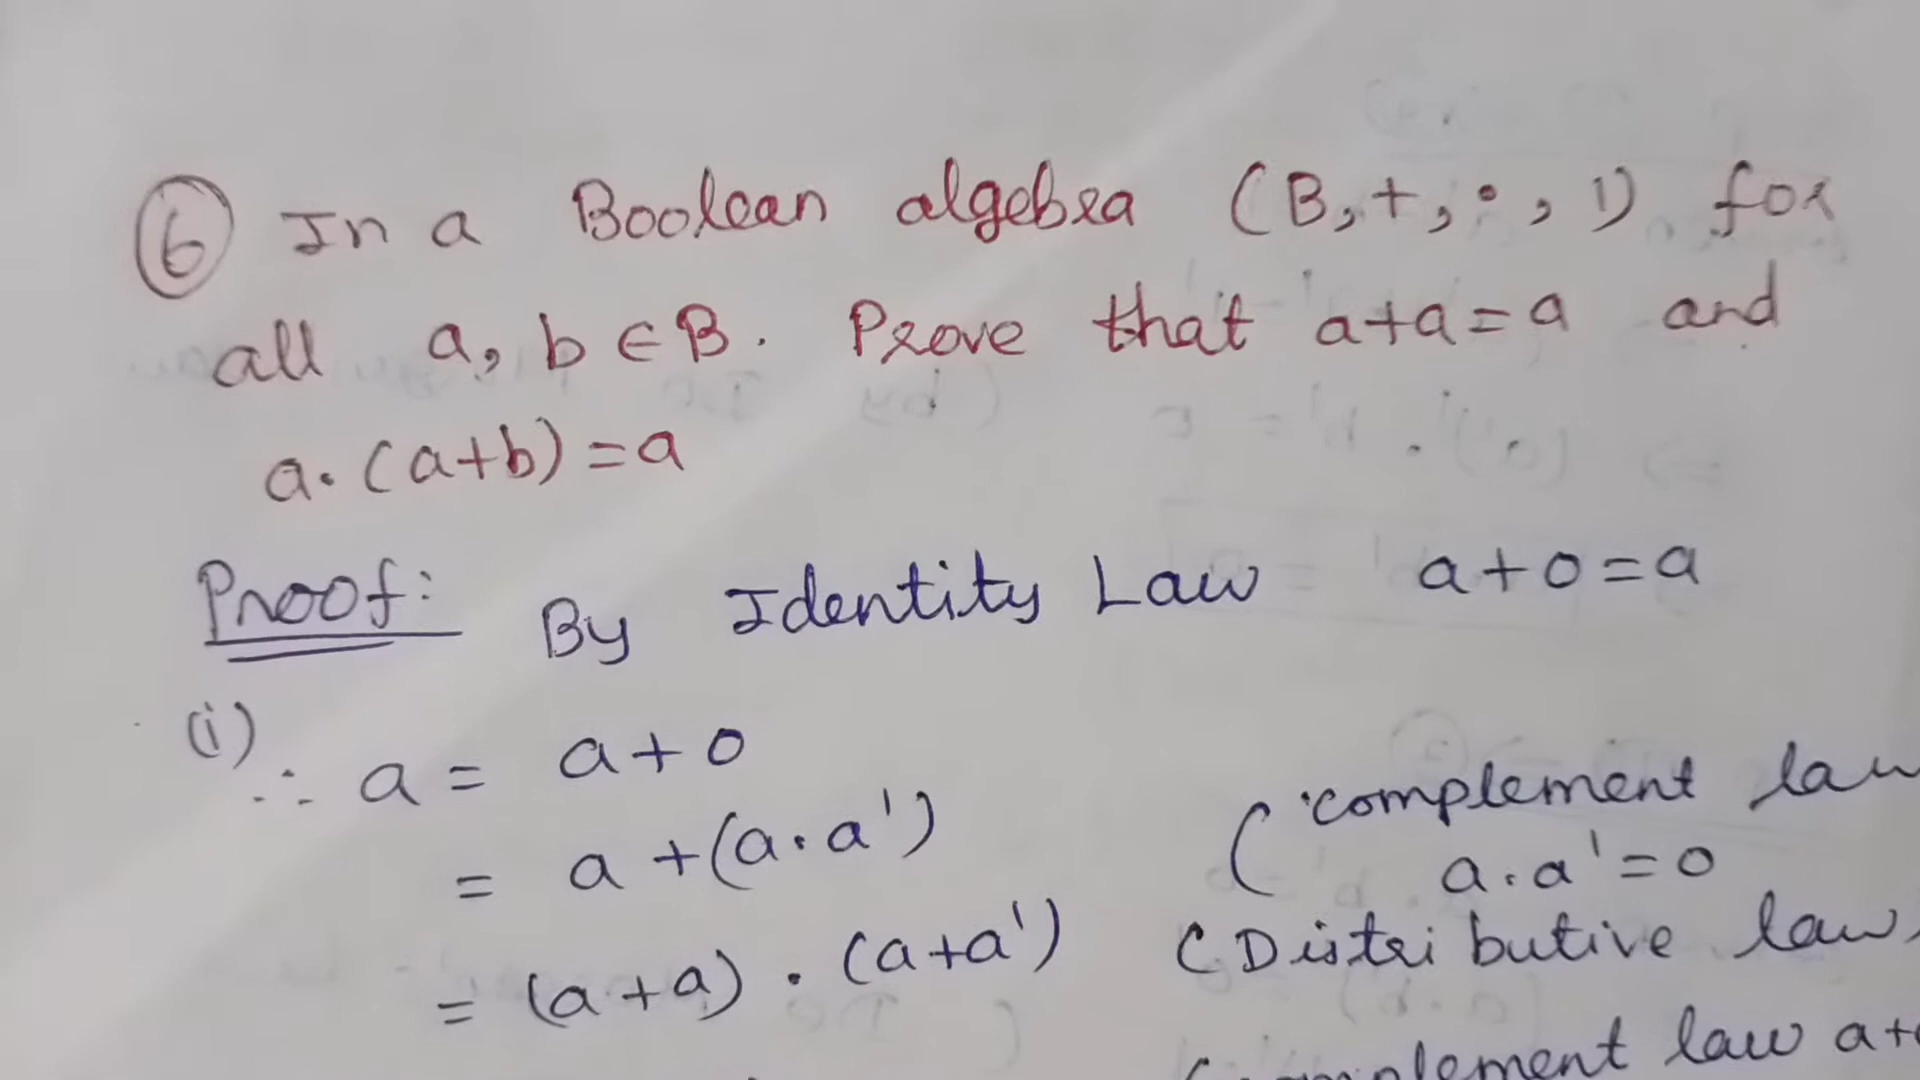 ⑥ In a Boolean algebra (B, +, •, ') for
all a, b ∈ B. Prove that a+a=a and
a.(a+b)=a
Proof: By Identity Law a+0=a
(i) ∴ a = a+0
= a+(a.a') (complement law
a.a'=0
= (a+a).(a+a') (Distributive law,
law a+